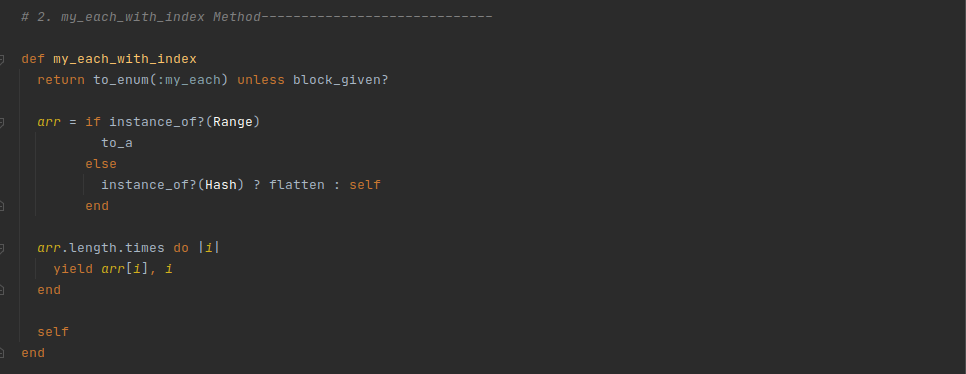 # 2. my_each_with_index Method-----------------------------
def my_each_with_index
return to_enum(:my_each) unless block_given?
arr = if instance_of?(Range)
to_a
else
instance_of?(Hash) ? flatten : self
end
arr.length.times do |i|
yield arr[i], i
end
self
end